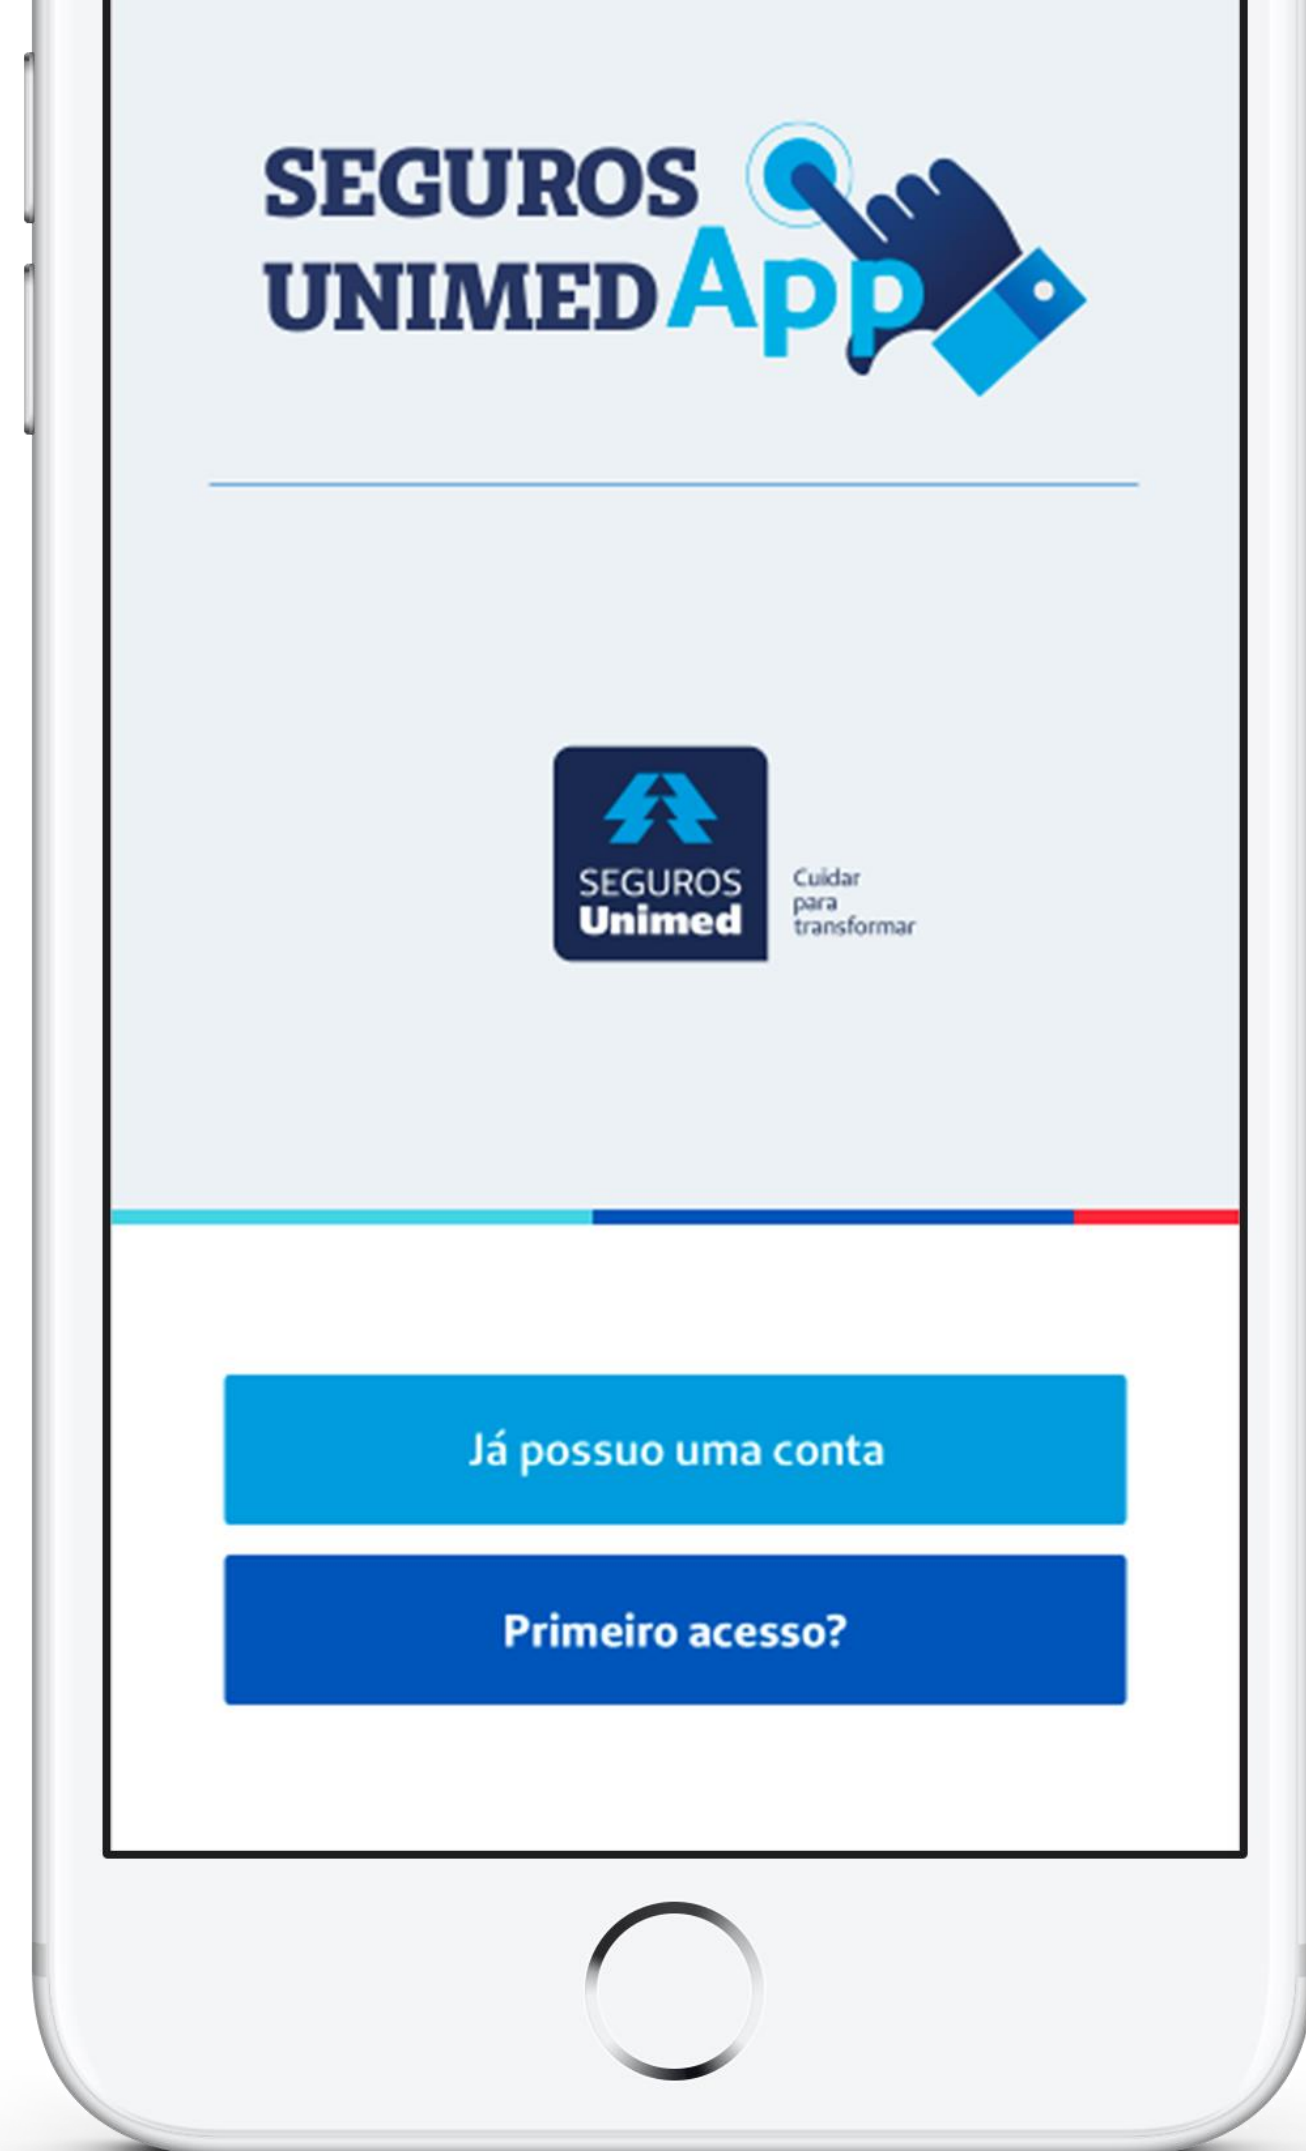 SEGUROS
UNIMED App
SEGUROS
Unimed
Cuidar
para
transformar
Já possuo uma conta
Primeiro acesso?